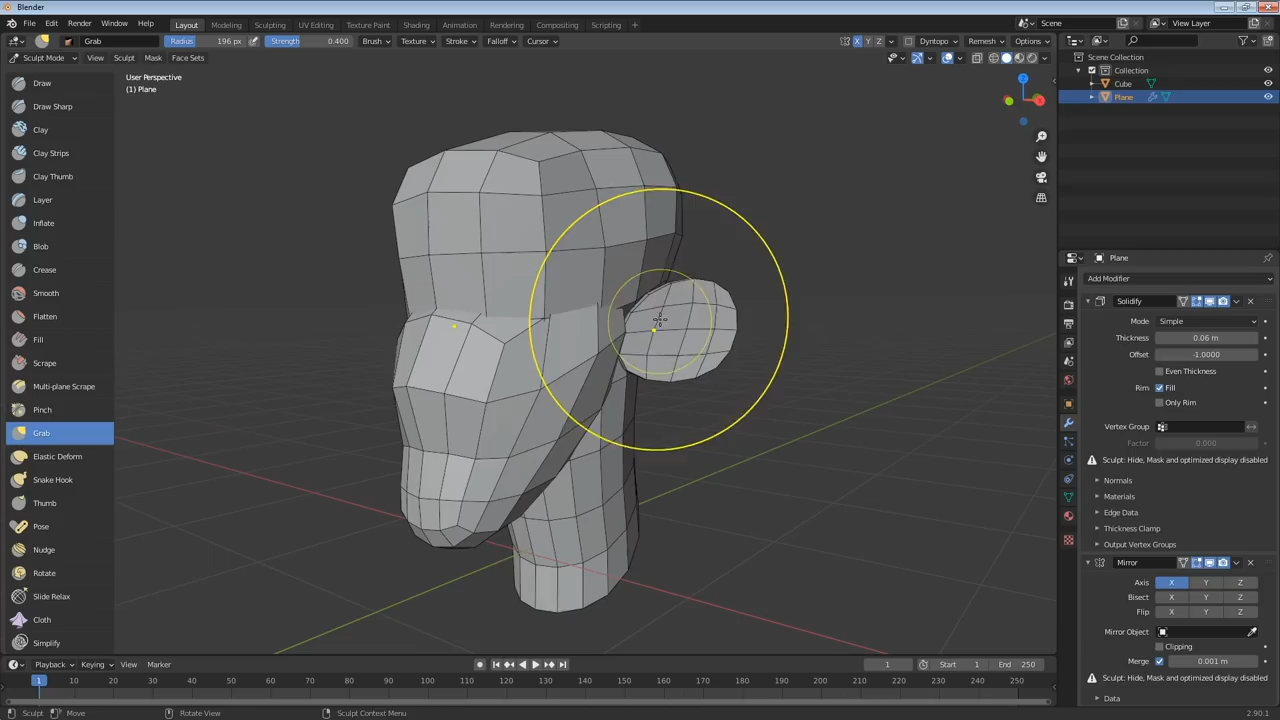 Blender
File Edit Render Window Help Layout Modeling Sculpting UV Editing Texture Paint Shading Animation Rendering Compositing Scripting + Scene View Layer
Grab Radius 196 px Strength 0.400 Brush Texture Stroke Falloff Cursor X Y Z Dyntopo Remesh Options
Sculpt Mode View Sculpt Mask Face Sets
User Perspective
(1) Plane
Draw
Draw Sharp
Clay
Clay Strips
Clay Thumb
Layer
Inflate
Blob
Crease
Smooth
Flatten
Fill
Scrape
Multi-plane Scrape
Pinch
Grab
Elastic Deform
Snake Hook
Thumb
Pose
Nudge
Rotate
Slide Relax
Cloth
Simplify
Z
Scene Collection
Collection
Cube
Plane
Plane
Add Modifier
Solidify
Mode Simple
Thickness 0.06 m
Offset -1.0000
Even Thickness
Rim Fill
Only Rim
Vertex Group
Factor 0.000
Sculpt: Hide, Mask and optimized display disabled
Normals
Materials
Edge Data
Thickness Clamp
Output Vertex Groups
Mirror
Axis X Y Z
Bisect X Y Z
Flip X Y Z
Mirror Object
Clipping
Merge 0.001 m
Sculpt: Hide, Mask and optimized display disabled
Data
Playback Keying View Marker 1 Start 1 End 250
1 10 20 30 40 50 60 70 80 90 100 110 120 130 140 150 160 170 180 190 200 210 220 230 240 250
Sculpt Move Rotate View Sculpt Context Menu 2.90.1